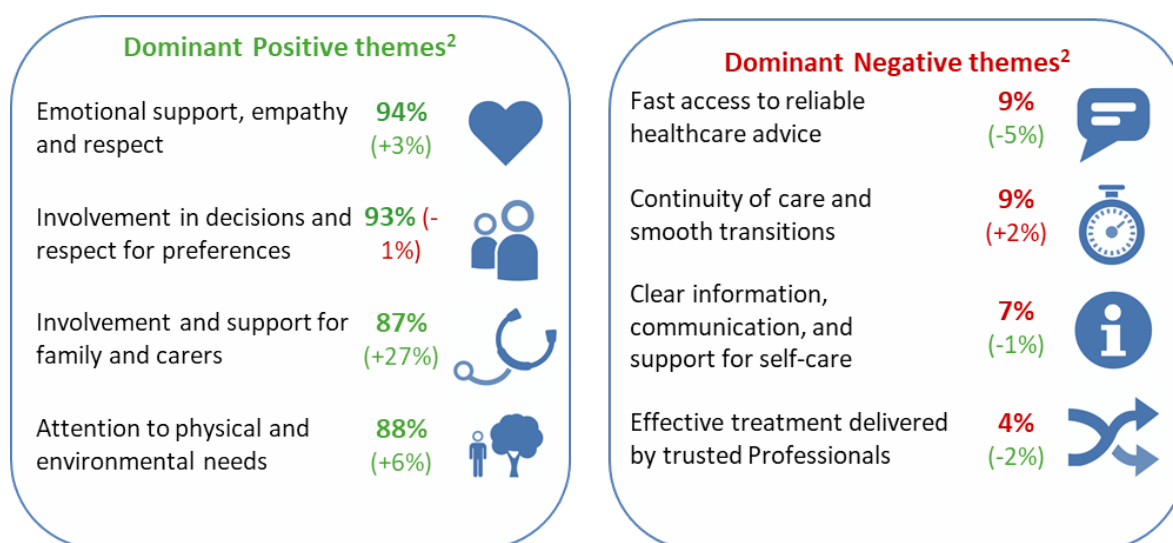 Dominant Positive themes²
Emotional support, empathy
and respect
94%
(+3%)
Involvement in decisions and
respect for preferences
93% (-
1%)
Involvement and support for
family and carers
87%
(+27%)
Attention to physical and
environmental needs
88%
(+6%)
Dominant Negative themes²
Fast access to reliable
healthcare advice
9%
(-5%)
Continuity of care and
smooth transitions
9%
(+2%)
Clear information,
communication, and
support for self-care
7%
(-1%)
Effective treatment delivered
by trusted Professionals
4%
(-2%)